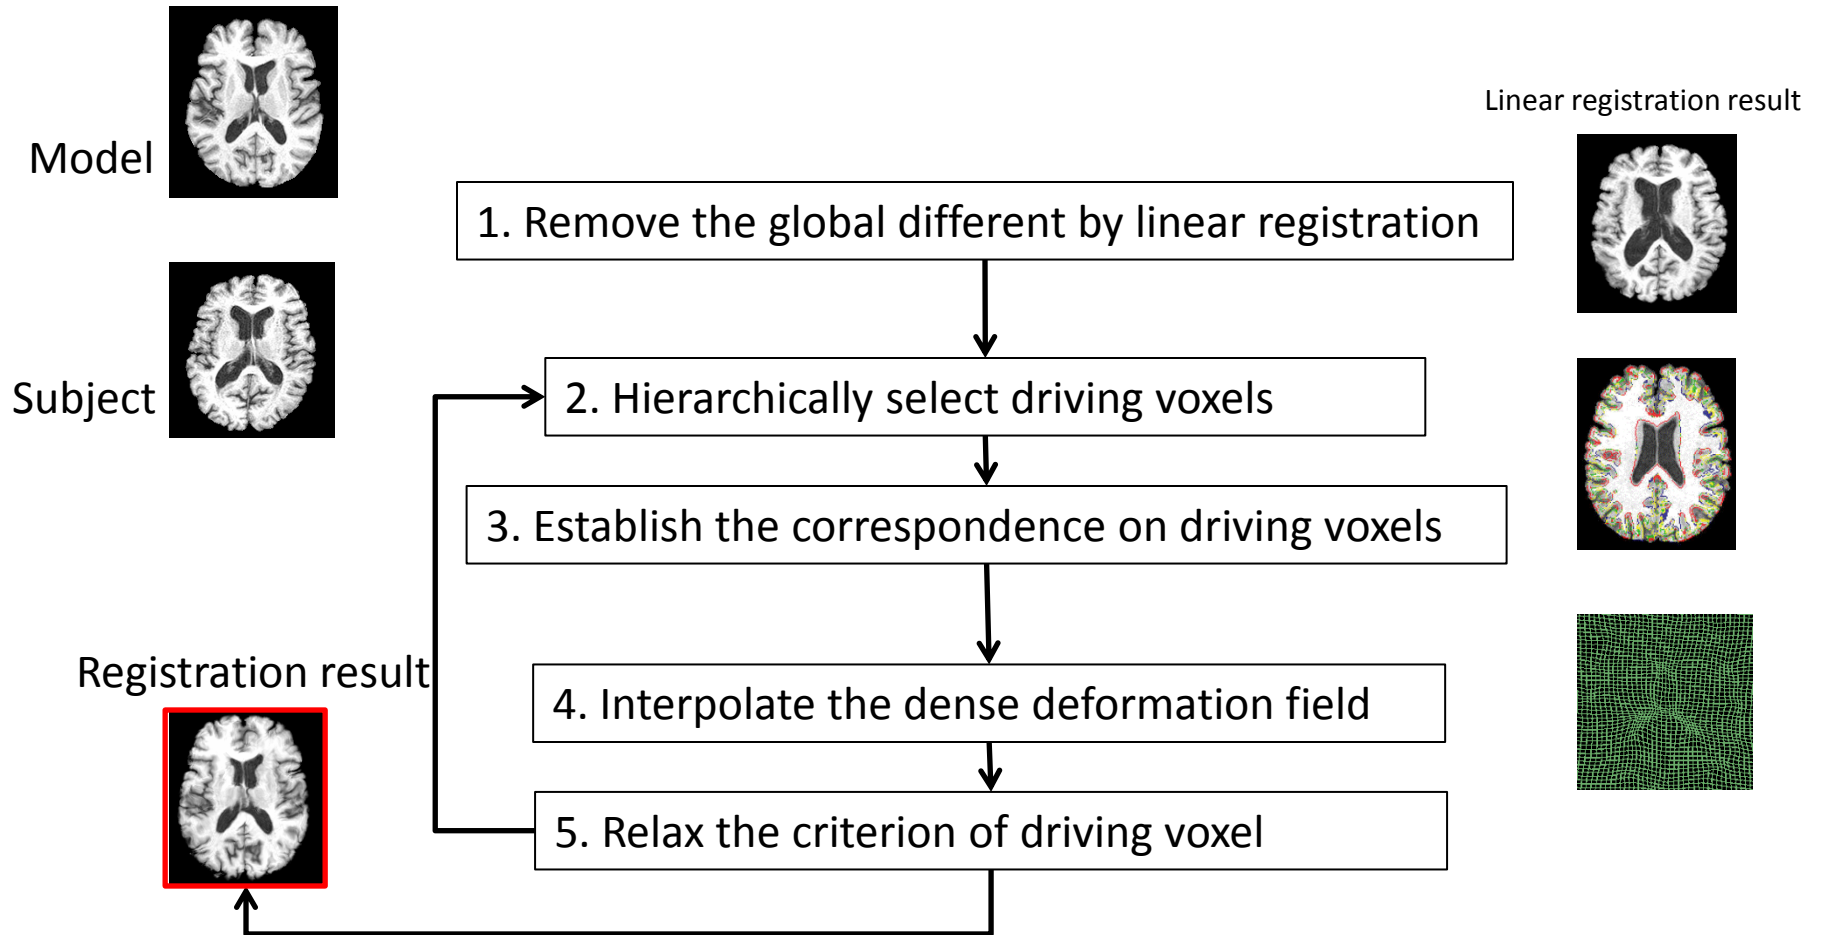 Model
Linear registration result
1. Remove the global different by linear registration
Subject
2. Hierarchically select driving voxels
3. Establish the correspondence on driving voxels
Registration result
4. Interpolate the dense deformation field
5. Relax the criterion of driving voxel